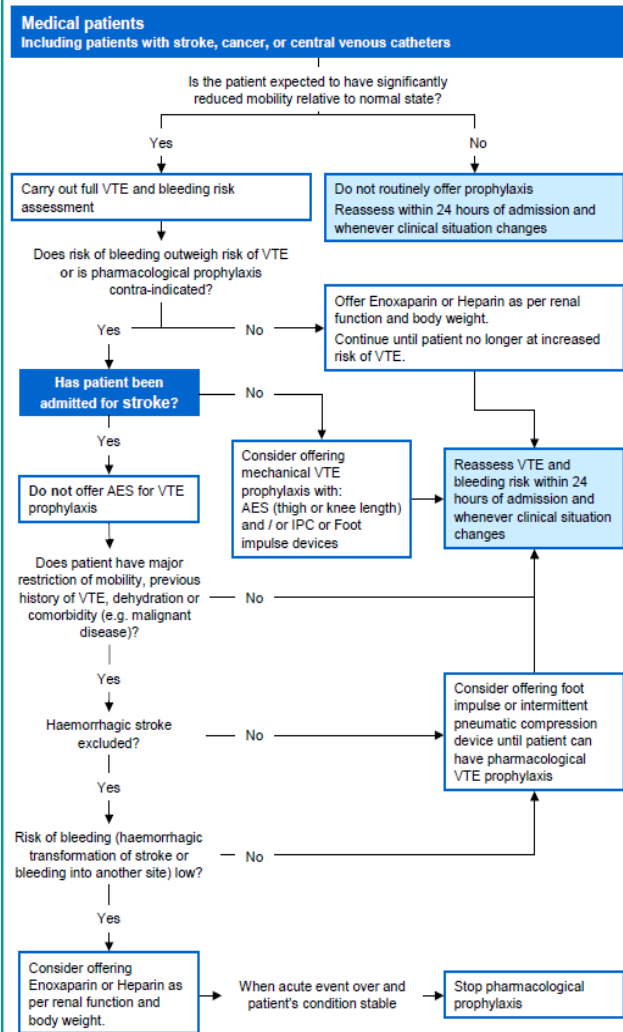 Medical patients
Including patients with stroke, cancer, or central venous catheters
Is the patient expected to have significantly
reduced mobility relative to normal state?
Yes
No
Carry out full VTE and bleeding risk
assessment
Do not routinely offer prophylaxis
Reassess within 24 hours of admission and
whenever clinical situation changes
Does risk of bleeding outweigh risk of VTE
or is pharmacological prophylaxis
contra-indicated?
Offer Enoxaparin or Heparin as per renal
function and body weight.
Continue until patient no longer at increased
risk of VTE.
Yes
No
Has patient been
admitted for stroke?
No
Yes
Consider offering
mechanical VTE
prophylaxis with:
AES (thigh or knee length)
and / or IPC or Foot
impulse devices
Reassess VTE and
bleeding risk within 24
hours of admission and
whenever clinical situation
changes
Do not offer AES for VTE
prophylaxis
Does patient have major
restriction of mobility, previous
history of VTE, dehydration or
comorbidity (e.g. malignant
disease)?
No
Yes
Consider offering foot
impulse or intermittent
pneumatic compression
device until patient can
have pharmacological
VTE prophylaxis
Haemorrhagic stroke
excluded?
No
Yes
Risk of bleeding (haemorrhagic
transformation of stroke or
bleeding into another site) low?
No
Yes
Consider offering
Enoxaparin or Heparin as
per renal function and
body weight.
When acute event over and
patient's condition stable
Stop pharmacological
prophylaxis